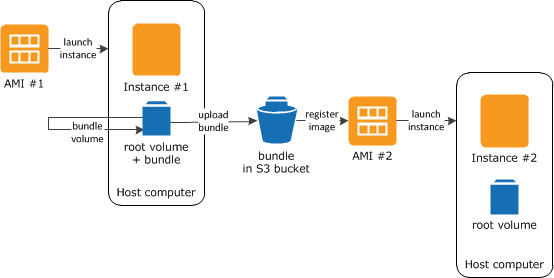 launch
instance
AMI #1
Instance #1
bundle
volume
root volume
+ bundle
Host computer
upload
bundle
bundle
in S3 bucket
register
image
AMI #2
launch
instance
Instance #2
root volume
Host computer